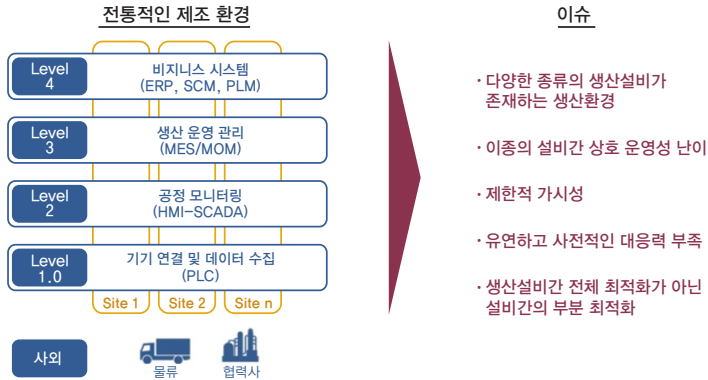 전통적인 제조 환경
이슈
Level
4
비지니스 시스템
(ERP, SCM, PLM)
Level
3
생산 운영 관리
(MES/MOM)
Level
2
공정 모니터링
(HMI-SCADA)
Level
1.0
기기 연결 및 데이터 수집
(PLC)
Site 1
Site 2
Site n
사외
물류
협력사
· 다양한 종류의 생산설비가
존재하는 생산환경
· 이종의 설비간 상호 운영성 난이
· 제한적 가시성
· 유연하고 사전적인 대응력 부족
· 생산설비간 전체 최적화가 아닌
설비간의 부분 최적화